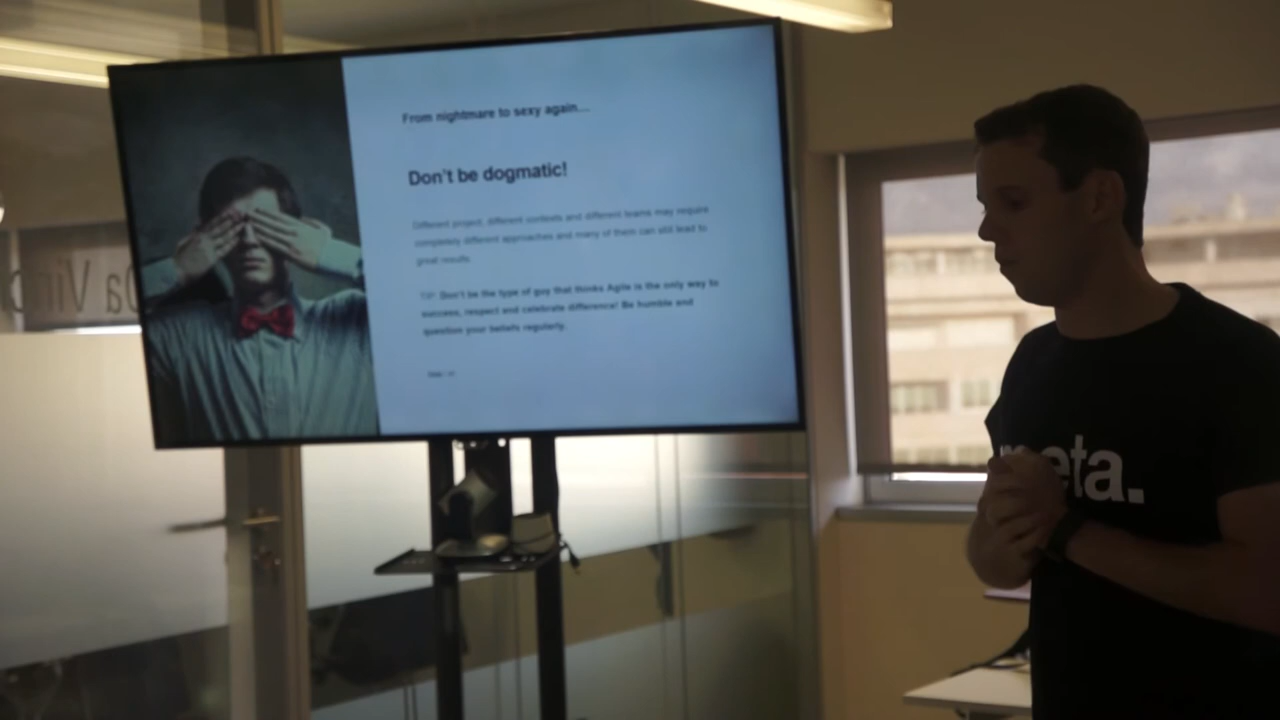 From nightmare to sexy again...
Don't be dogmatic!
Different project, different contexts and different teams may require
completely different approaches and many of them can still lead to
great results.
TIP: Don't be the type of guy that thinks Agile is the only way to
success, respect and celebrate difference! Be humble and
question your beliefs regularly.
Da Vin
eta.